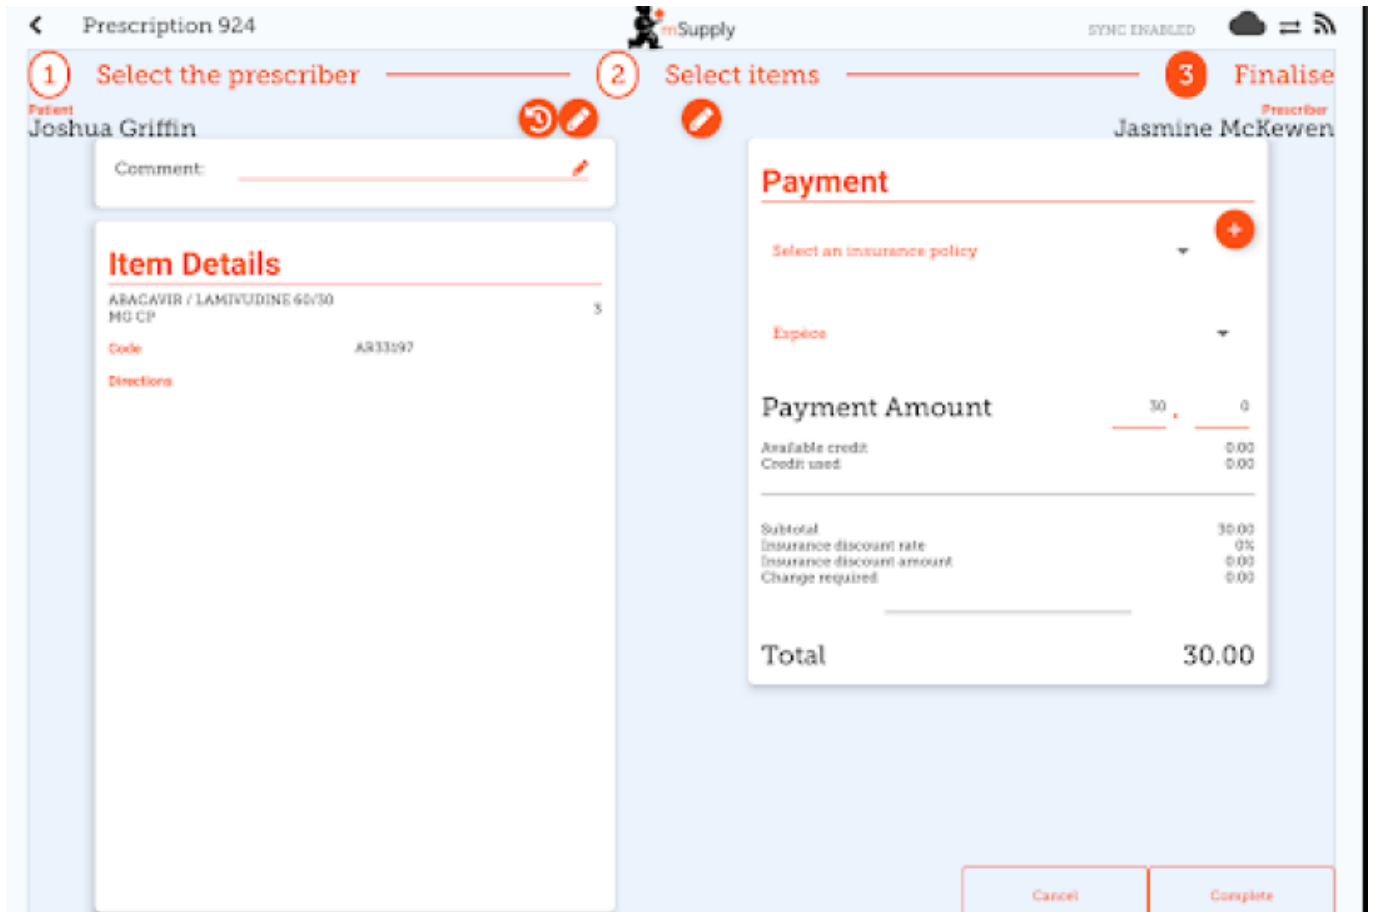 Prescription 924
mSupply
SYNC ENABLED
1 Select the prescriber
2 Select items
3 Finalise
Patient
Joshua Griffin
Prescriber
Jasmine McKewen
Comment:
Item Details
ABACAVIR / LAMIVUDINE 60/30
MG CP
3
Code AR33197
Directions
Payment
+
Select an insurance policy
Espèce
Payment Amount 30 . 0
Available credit 0.00
Credit used 0.00
Subtotal 30.00
Insurance discount rate 0%
Insurance discount amount 0.00
Change required 0.00
Total 30.00
Cancel
Complete